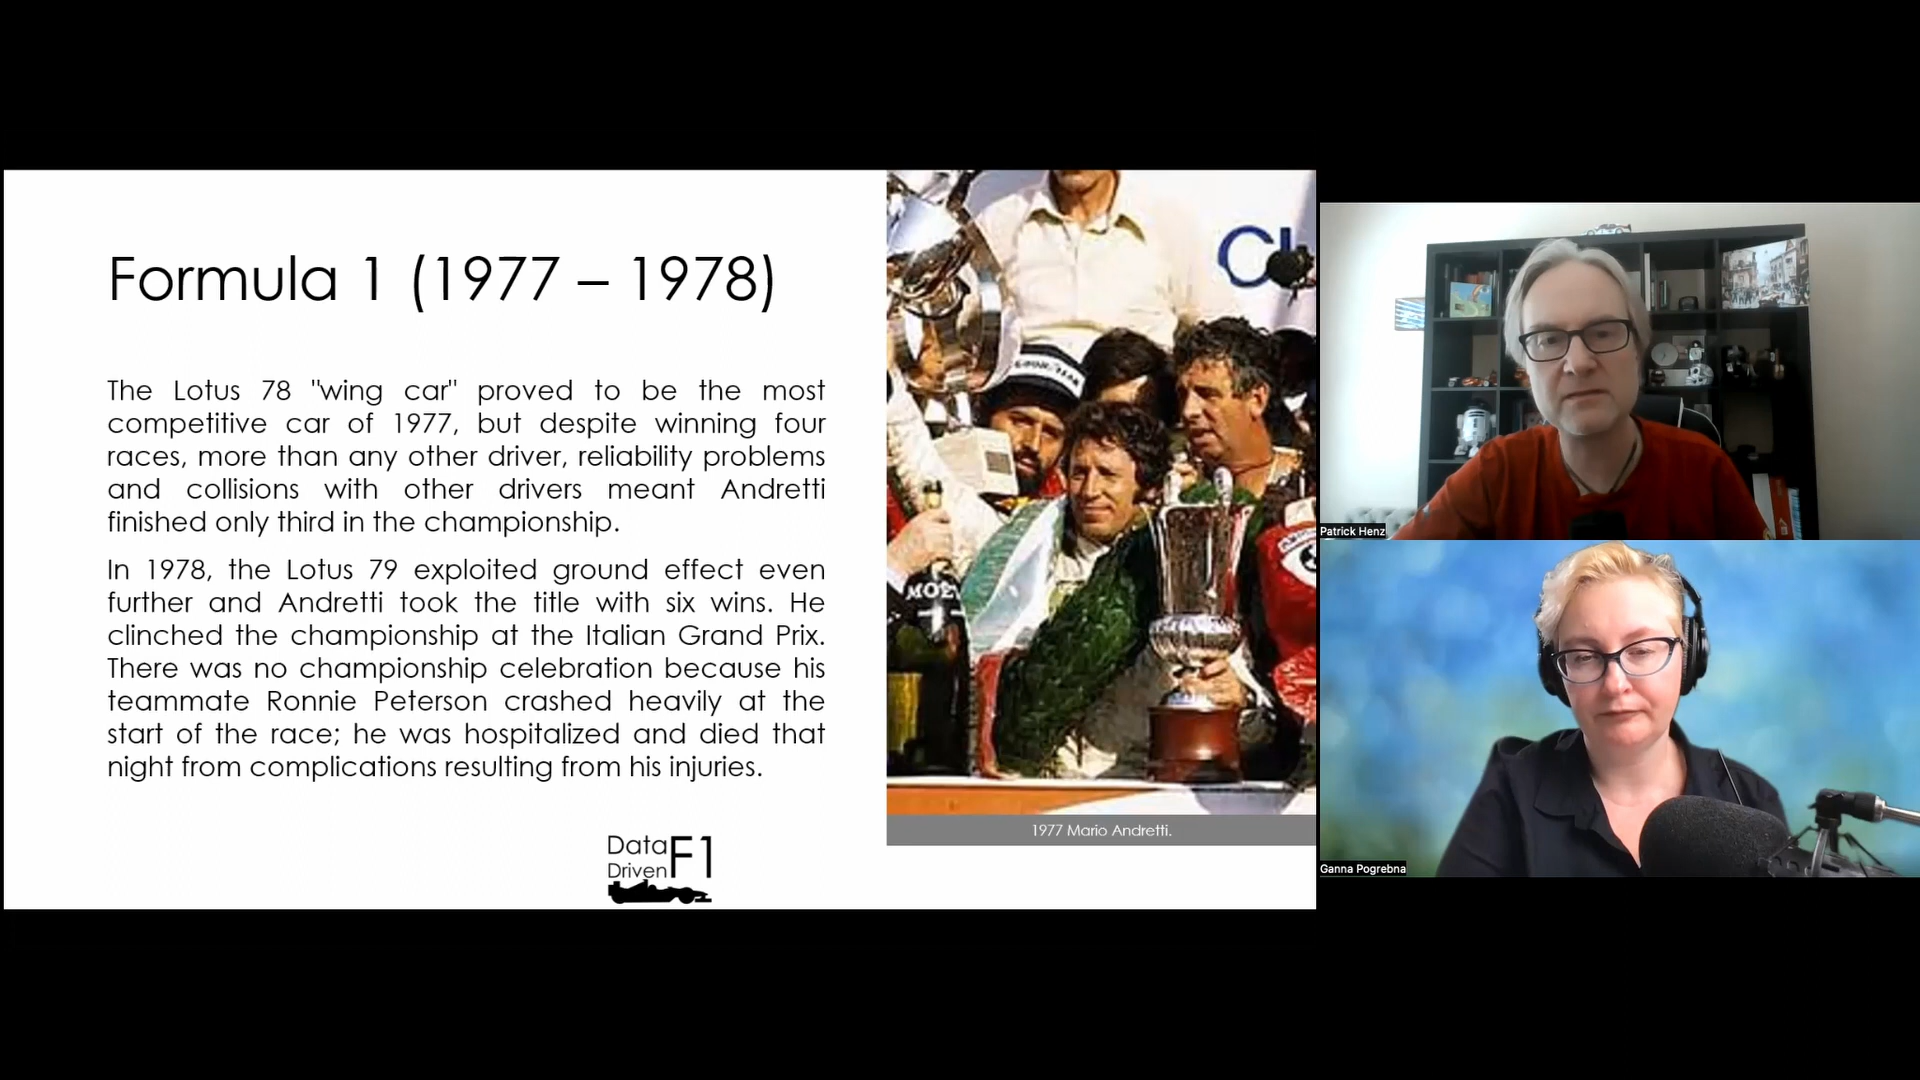 Formula 1 (1977 – 1978)
The Lotus 78 "wing car" proved to be the most
competitive car of 1977, but despite winning four
races, more than any other driver, reliability problems
and collisions with other drivers meant Andretti
finished only third in the championship.
In 1978, the Lotus 79 exploited ground effect even
further and Andretti took the title with six wins. He
clinched the championship at the Italian Grand Prix.
There was no championship celebration because his
teammate Ronnie Peterson crashed heavily at the
start of the race; he was hospitalized and died that
night from complications resulting from his injuries.
Data
Driven
F1
MOË
1977 Mario Andretti.
Patrick Henz
Ganna Pogrebna